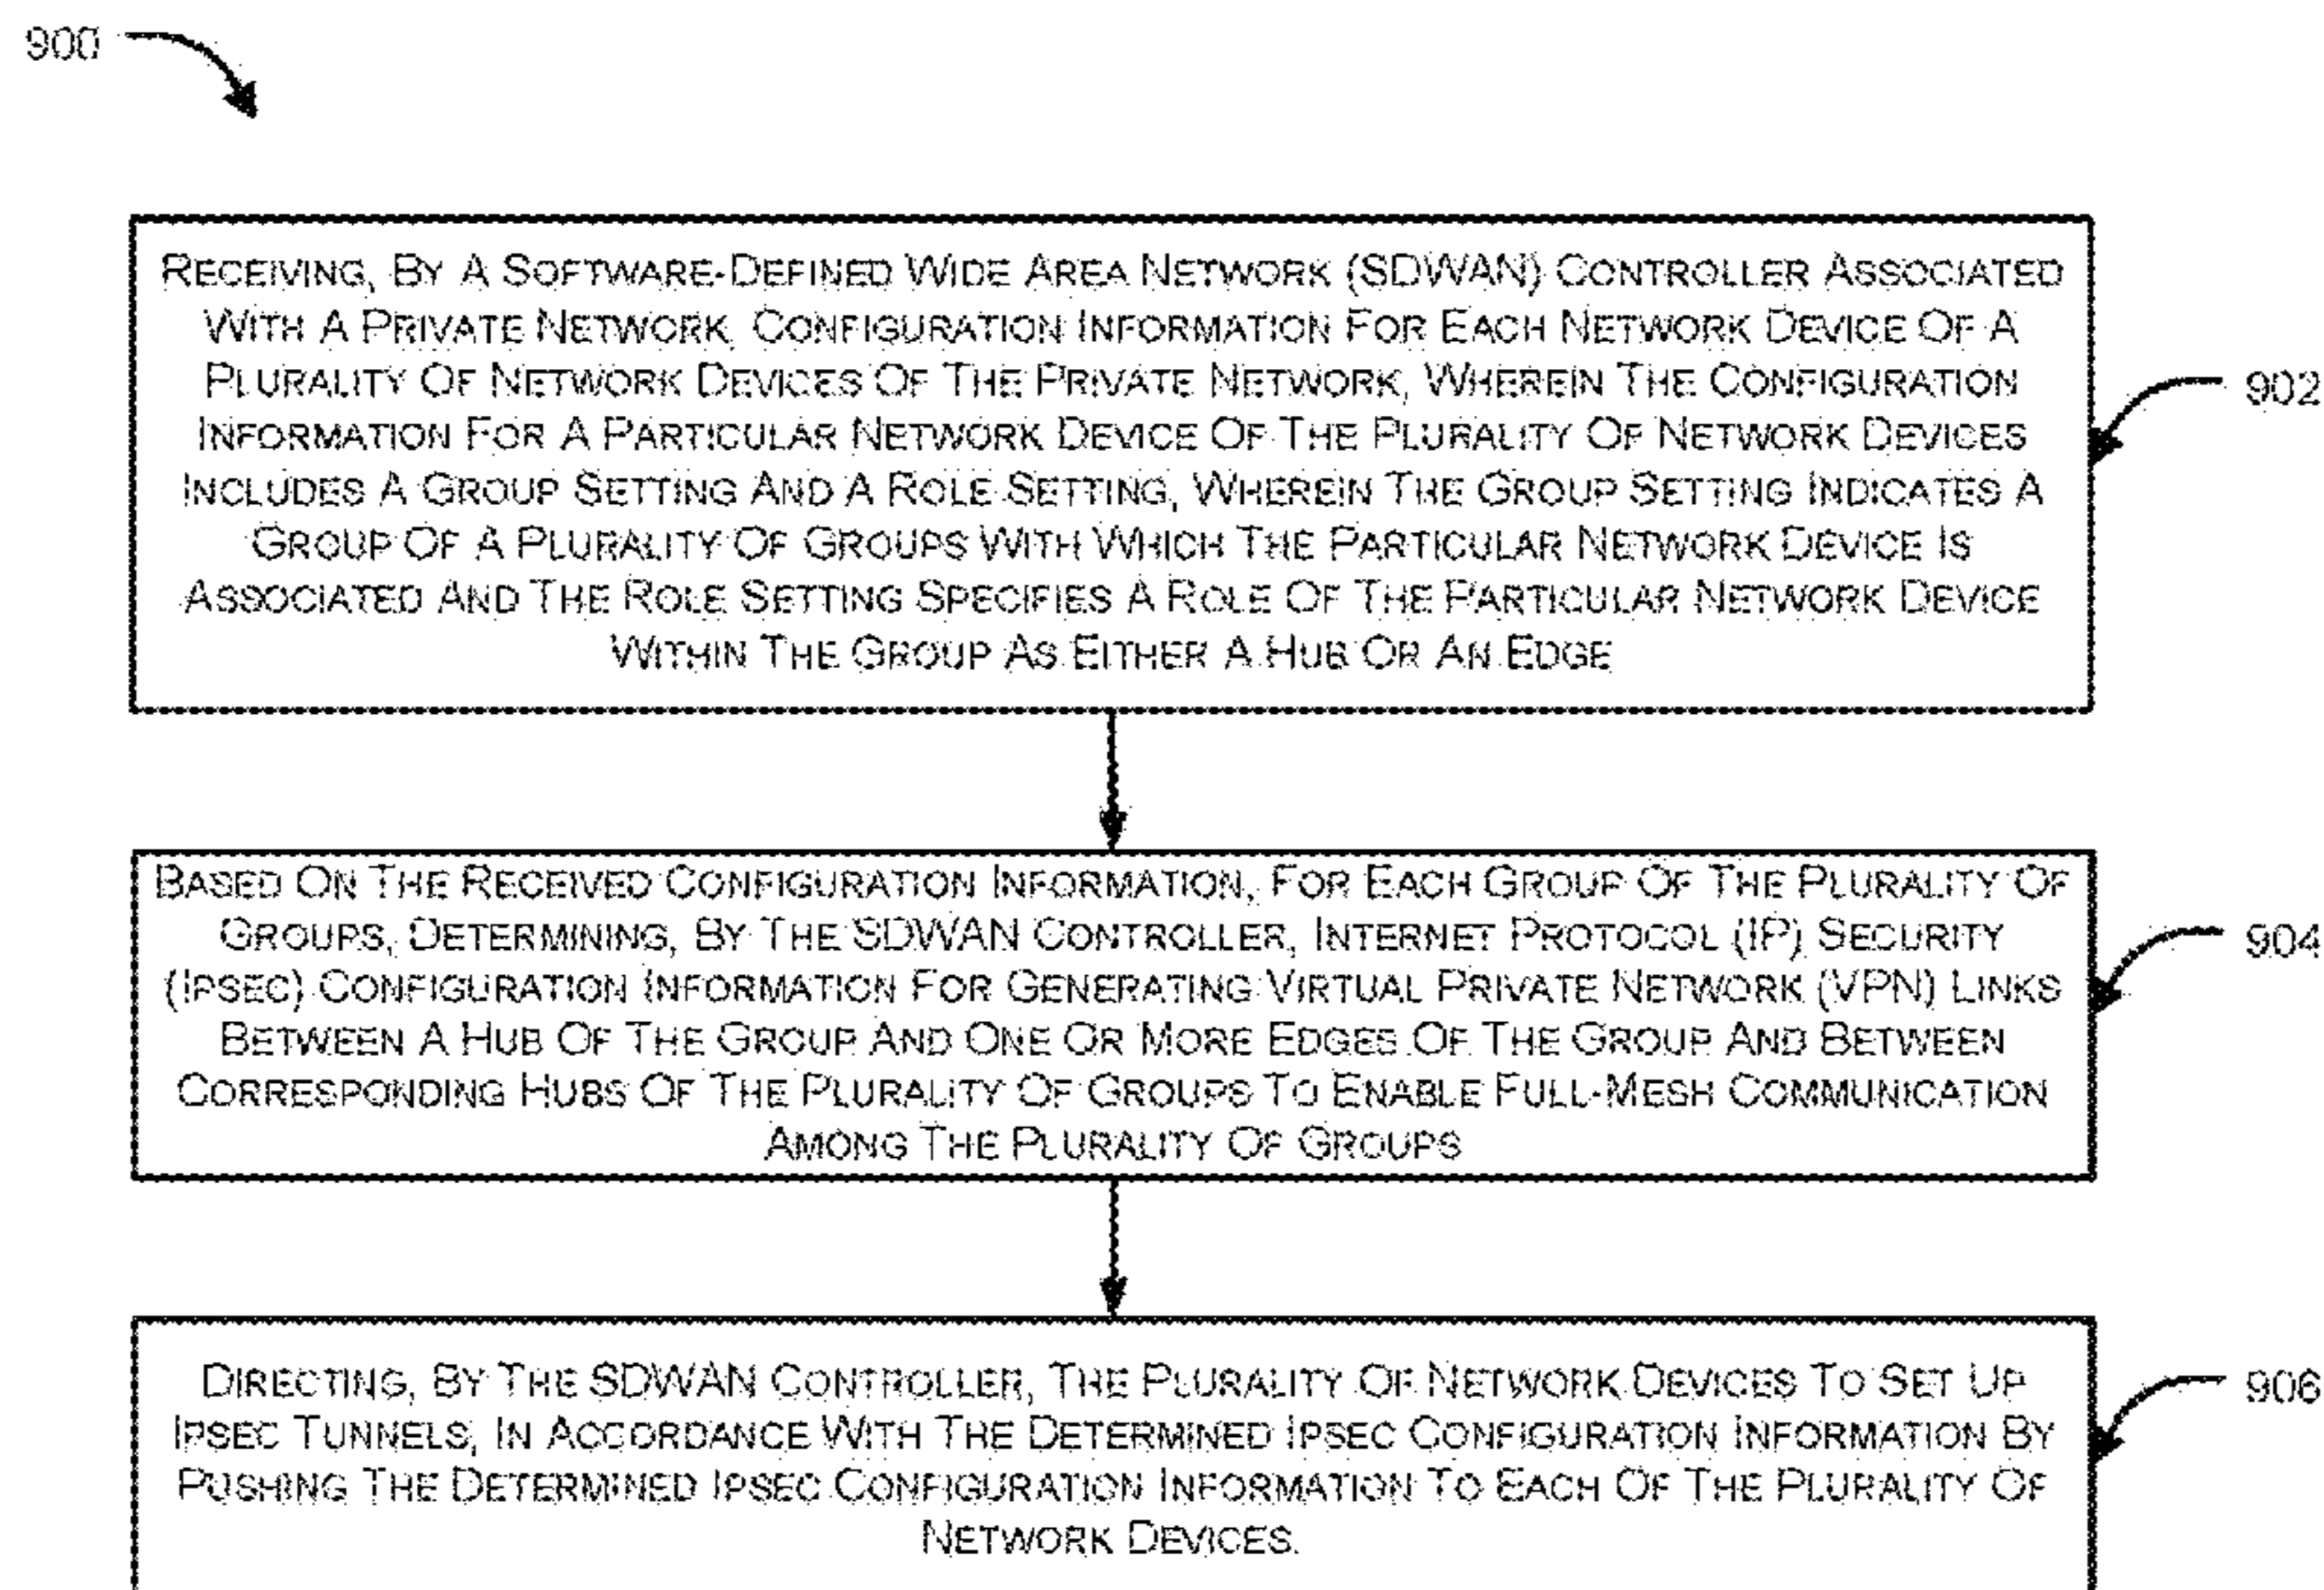 900
RECEIVING, BY A SOFTWARE-DEFINED WIDE AREA NETWORK (SDWAN) CONTROLLER ASSOCIATED
WITH A PRIVATE NETWORK, CONFIGURATION INFORMATION FOR EACH NETWORK DEVICE OF A
PLURALITY OF NETWORK DEVICES OF THE PRIVATE NETWORK, WHEREIN THE CONFIGURATION
INFORMATION FOR A PARTICULAR NETWORK DEVICE OF THE PLURALITY OF NETWORK DEVICES
INCLUDES A GROUP SETTING AND A ROLE SETTING, WHEREIN THE GROUP SETTING INDICATES A
GROUP OF A PLURALITY OF GROUPS WITH WHICH THE PARTICULAR NETWORK DEVICE IS
ASSOCIATED AND THE ROLE SETTING SPECIFIES A ROLE OF THE PARTICULAR NETWORK DEVICE
WITHIN THE GROUP AS EITHER A HUB OR AN EDGE
902
BASED ON THE RECEIVED CONFIGURATION INFORMATION, FOR EACH GROUP OF THE PLURALITY OF
GROUPS, DETERMINING, BY THE SDWAN CONTROLLER, INTERNET PROTOCOL (IP) SECURITY
(IPSEC) CONFIGURATION INFORMATION FOR GENERATING VIRTUAL PRIVATE NETWORK (VPN) LINKS
BETWEEN A HUB OF THE GROUP AND ONE OR MORE EDGES OF THE GROUP AND BETWEEN
CORRESPONDING HUBS OF THE PLURALITY OF GROUPS TO ENABLE FULL-MESH COMMUNICATION
AMONG THE PLURALITY OF GROUPS
904
DIRECTING, BY THE SDWAN CONTROLLER, THE PLURALITY OF NETWORK DEVICES TO SET UP
IPSEC TUNNELS, IN ACCORDANCE WITH THE DETERMINED IPSEC CONFIGURATION INFORMATION BY
PUSHING THE DETERMINED IPSEC CONFIGURATION INFORMATION TO EACH OF THE PLURALITY OF
NETWORK DEVICES.
906